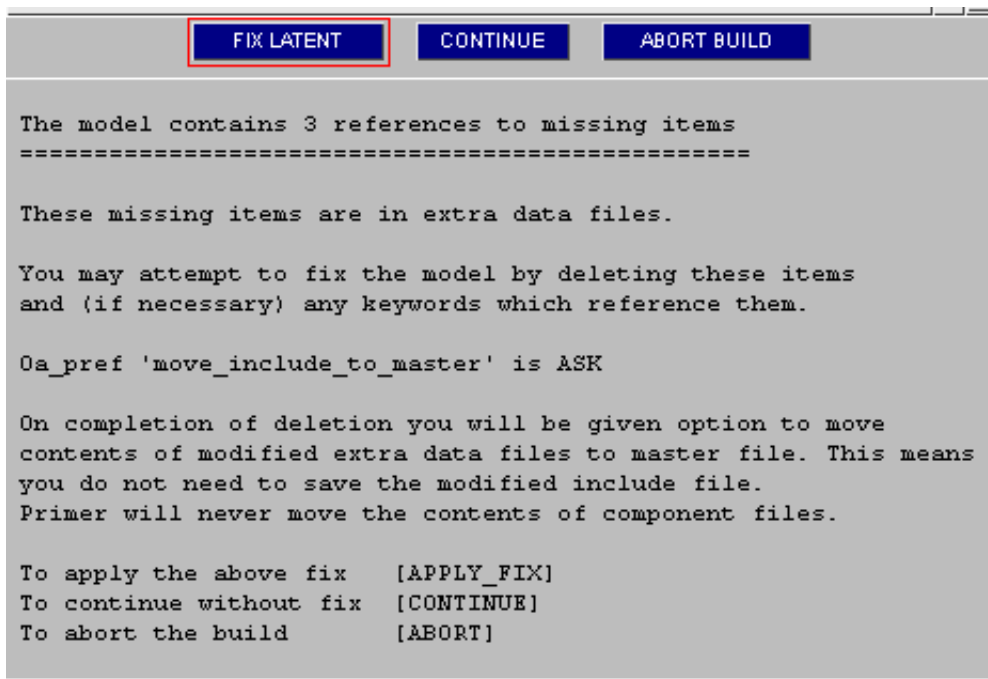 FIX LATENT CONTINUE ABORT BUILD
The model contains 3 references to missing items
=================================================
These missing items are in extra data files.
You may attempt to fix the model by deleting these items
and (if necessary) any keywords which reference them.
Oa_pref 'move_include_to_master' is ASK
On completion of deletion you will be given option to move
contents of modified extra data files to master file. This means
you do not need to save the modified include file.
Primer will never move the contents of component files.
To apply the above fix [APPLY_FIX]
To continue without fix [CONTINUE]
To abort the build [ABORT]